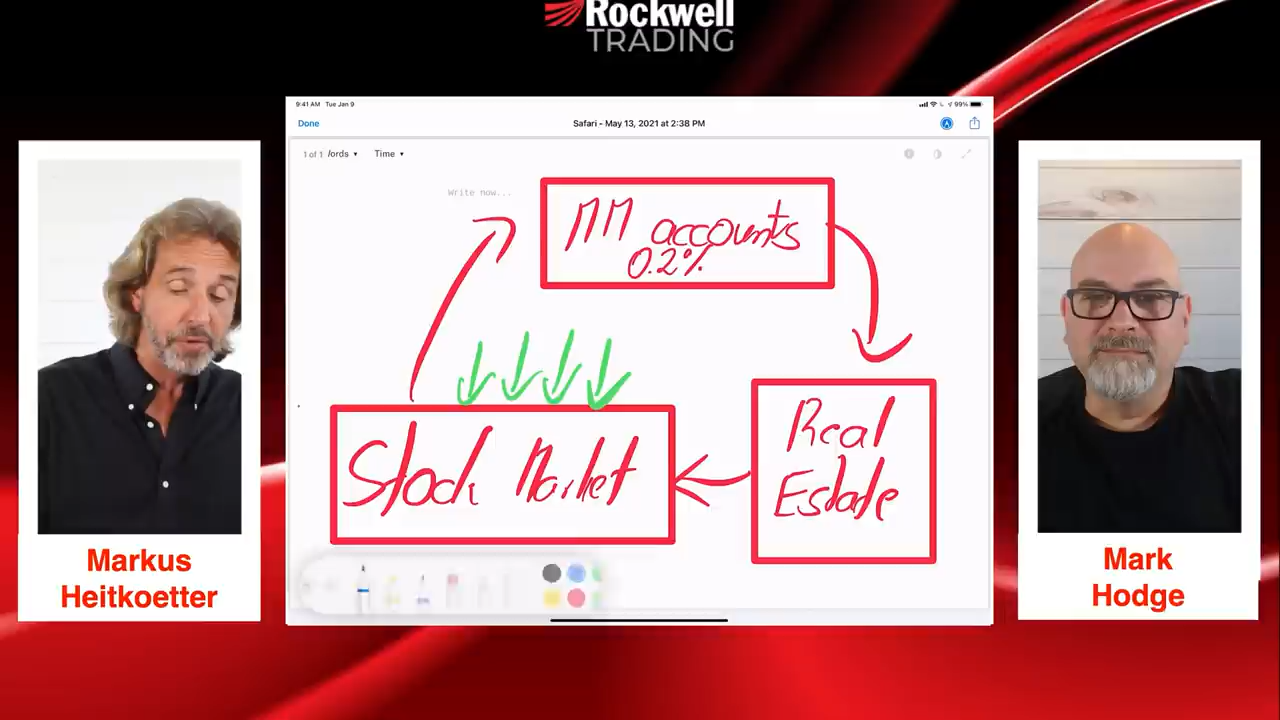 Rockwell
TRADING
9:41 AM Tue Jan 9
99%
Done
Safari - May 13, 2021 at 2:38 PM
1 of 1 /ords
Time
Write now...
MM accounts
0.2%
Real
Estate
Stock Market
Markus
Heitkoetter
Mark
Hodge